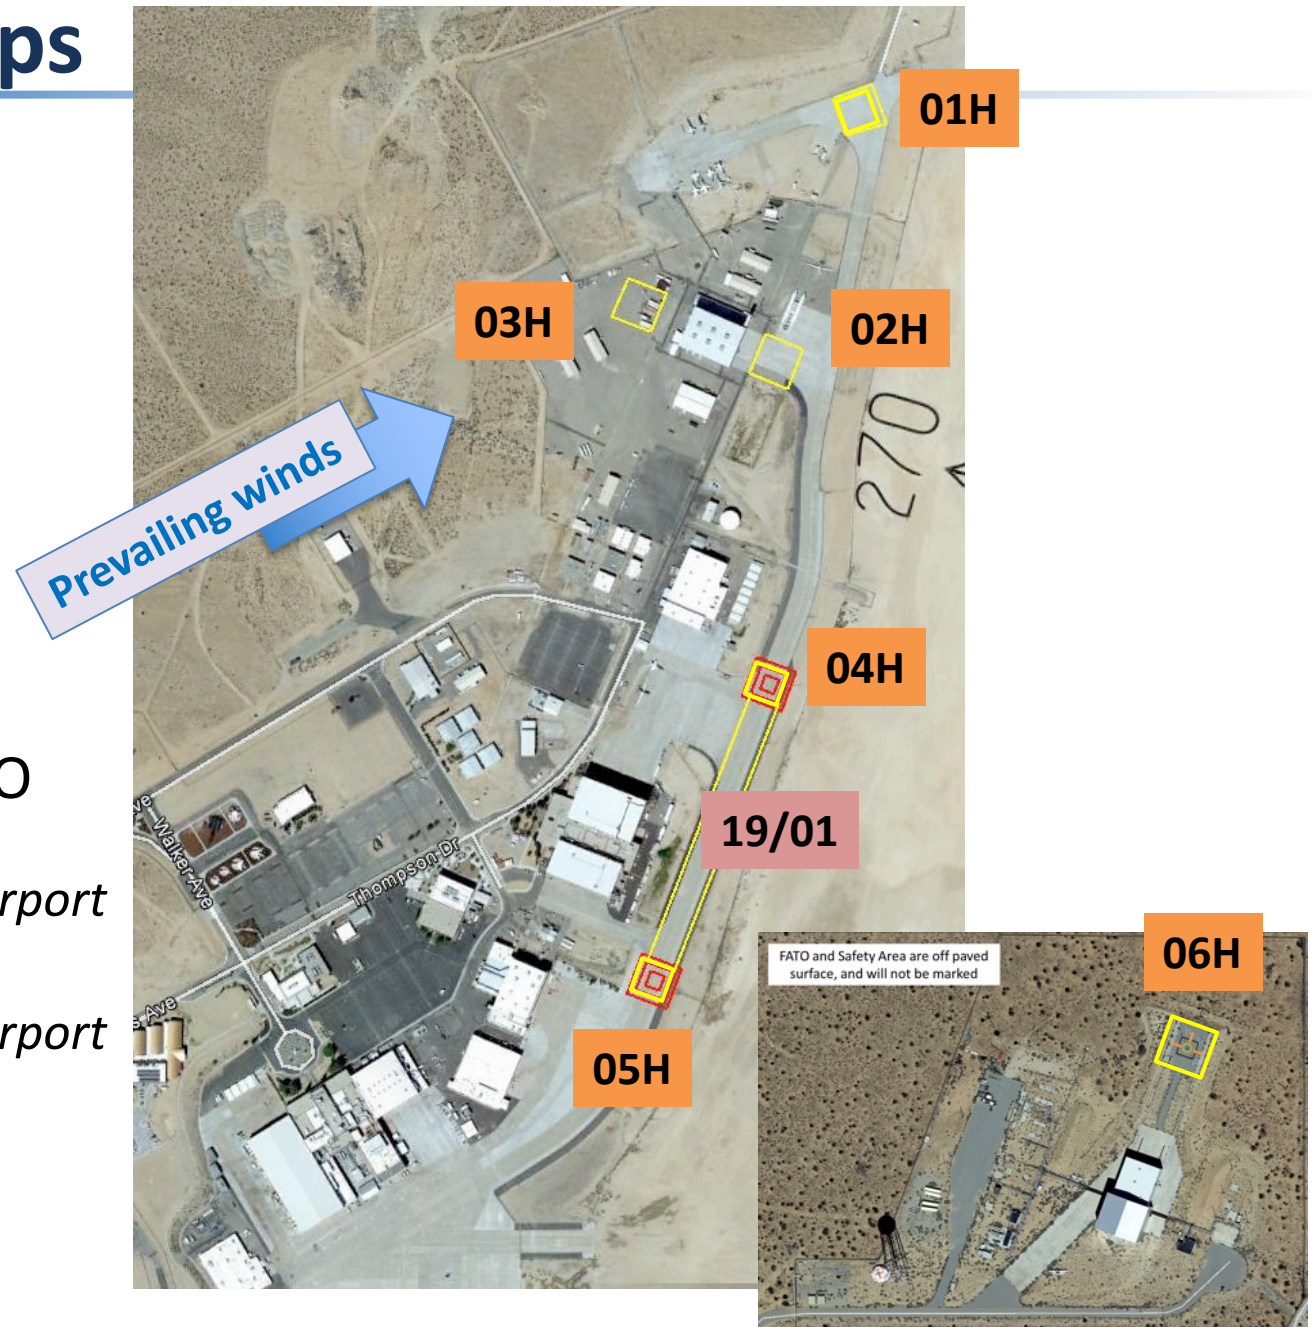 ps
01H
03H
02H
270
Prevailing winds
04H
O
19/01
ve
Walker Ave
Thompson Dr
rport
06H
FATO and Safety Area are off paved
surface, and will not be marked
s Ave
rport
05H